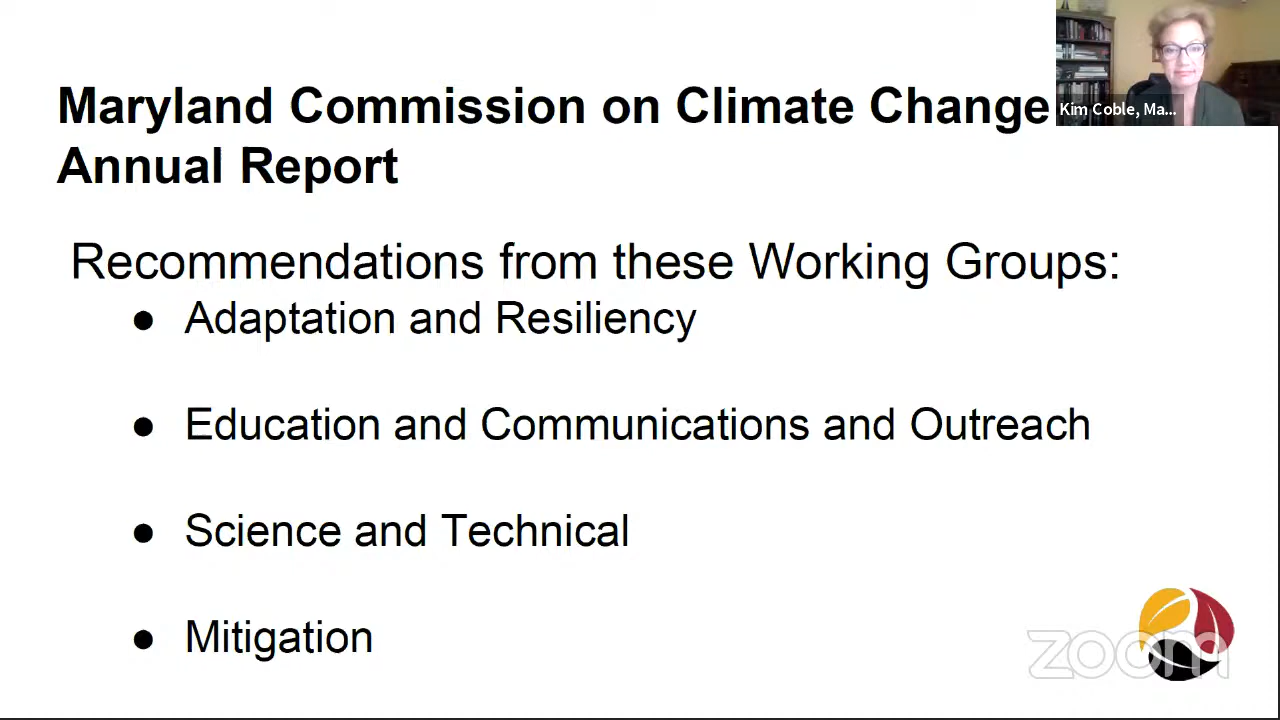 Maryland Commission on Climate Change
Annual Report
Kim Coble, Ma...
Recommendations from these Working Groups:
● Adaptation and Resiliency
● Education and Communications and Outreach
● Science and Technical
● Mitigation
zoom